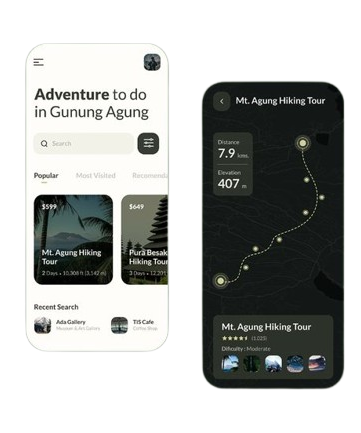 Adventure to do
in Gunung Agung
Search
Popular Most Visited Recomenda
$599
Mt. Agung Hiking
Tour
2 Days • 10,308 ft (3,142 m)
$649
Pura Besak
Hiking Tour
3 Days • 12.201
Recent Search
Ada Gallery
Museum & Art Gallery
TIS Cafe
Coffee Shop
Mt. Agung Hiking Tour
Distance
7.9 kms.
Elevation
407 m
Mt. Agung Hiking Tour
(1.025)
Dificulty : Moderate